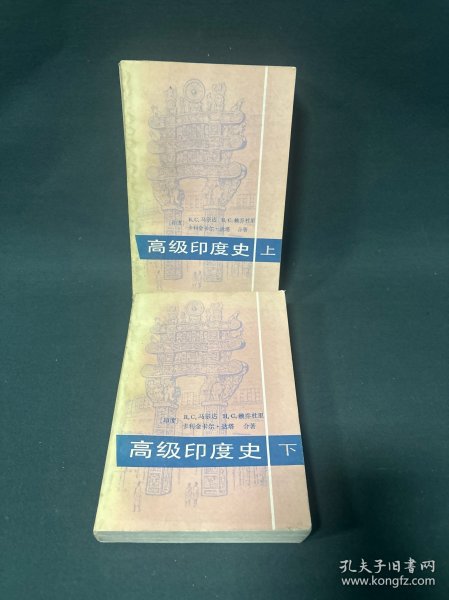 [印度] R.C.马宗达 H.C.赖乔杜里
卡利金卡尔·达塔 合著
高级印度史 上
[印度] R.C.马宗达 H.C.赖乔杜里
卡利金卡尔·达塔 合著
高级印度史 下
孔夫子旧书网
www.kongfz.com